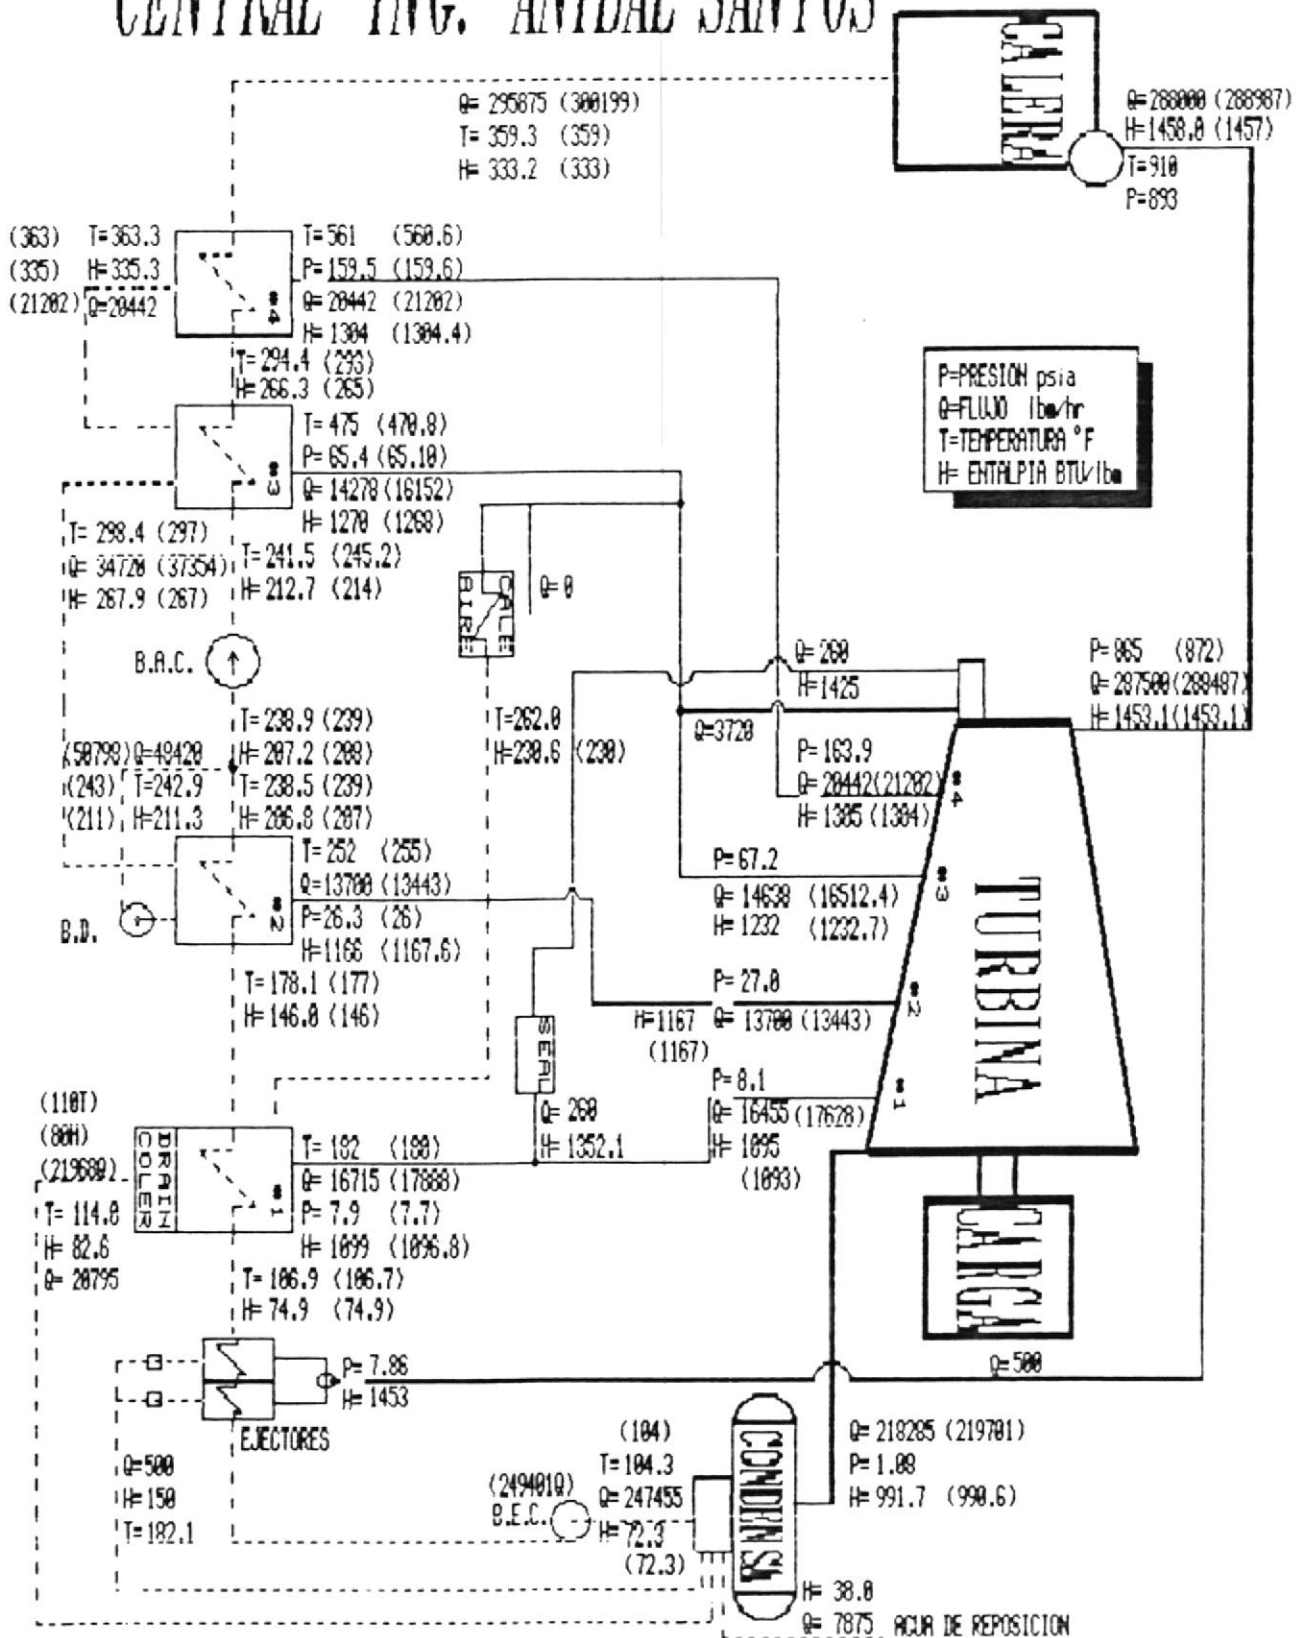 CENTRAL ING. ANIBAL SANTOS
CALERA
Q= 295875 (300199)
T= 359.3 (359)
H= 333.2 (333)
Q=288000 (288987)
H=1458.0 (1457)
T=910
P=893
(363) T=363.3
(335) H=335.3
(21202) Q=20442
T=561 (560.6)
P=159.5 (159.6)
Q=20442 (21202)
H=1304 (1304.4)
#4
T=294.4 (293)
H=266.3 (265)
P=PRESION psia
Q=FLUJO lbm/hr
T=TEMPERATURA °F
H= ENTALPIA BTU/lbm
T=475 (470.8)
P=65.4 (65.10)
Q=14278 (16152)
H=1270 (1268)
#3
T= 298.4 (297)
Q= 34720 (37354)
H= 267.9 (267)
T=241.5 (245.2)
H=212.7 (214)
CALE
AIRE
Q=0
B.A.C.
Q= 260
H=1425
P= 865 (872)
Q=287500(288487)
H=1453.1(1453.1)
T=238.9 (239)
H=207.2 (208)
T=262.0
H=230.6 (230)
Q=3720
(50798) Q=48420
(243) T=242.9
(211) H=211.3
T=238.5 (239)
H=206.8 (207)
P= 163.9
Q=20442(21202)
H=1305 (1304)
#4
T=252 (255)
Q=13700 (13443)
P=26.3 (26)
H=1166 (1167.6)
#2
B.D.
P= 67.2
Q= 14638 (16512.4)
H= 1232 (1232.7)
#3
TURBINA
T=178.1 (177)
H=146.0 (146)
P= 27.0
H=1167 Q= 13700 (13443)
(1167)
#2
SEAL
P= 8.1
Q= 16455 (17628)
H= 1095
(1093)
#1
Q= 260
H= 1352.1
(110T)
(80H)
(21968Q)
T= 114.0
H= 82.6
Q= 20795
DRAIN
COLER
T= 182 (180)
Q= 16715 (17888)
P= 7.9 (7.7)
H= 1099 (1096.8)
#1
T=106.9 (106.7)
H= 74.9 (74.9)
CARGA
P= 7.86
H= 1453
Q=500
EJECTORES
Q=500
H=150
T=182.1
(104)
T=104.3
(249401Q) Q=247455
B.E.C. H= 72.3
(72.3)
CONDENSA
Q= 218285 (219701)
P= 1.08
H= 991.7 (990.6)
H= 38.0
Q= 7875 AGUA DE REPOSICION